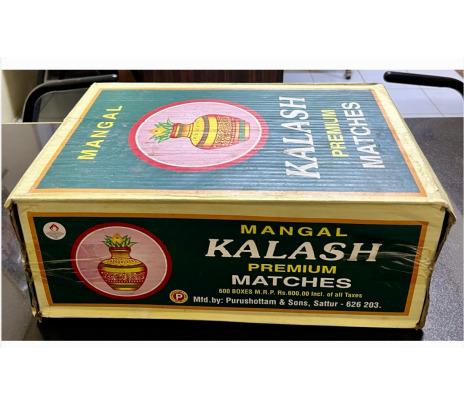 MANGAL
KALASH
PREMIUM
MATCHES
MANGAL
KALASH
PREMIUM
MATCHES
600 BOXES M.R.P. Rs.600.00 Incl. of all Taxes
P
Mfd.by: Purushottam & Sons, Sattur - 626 203.